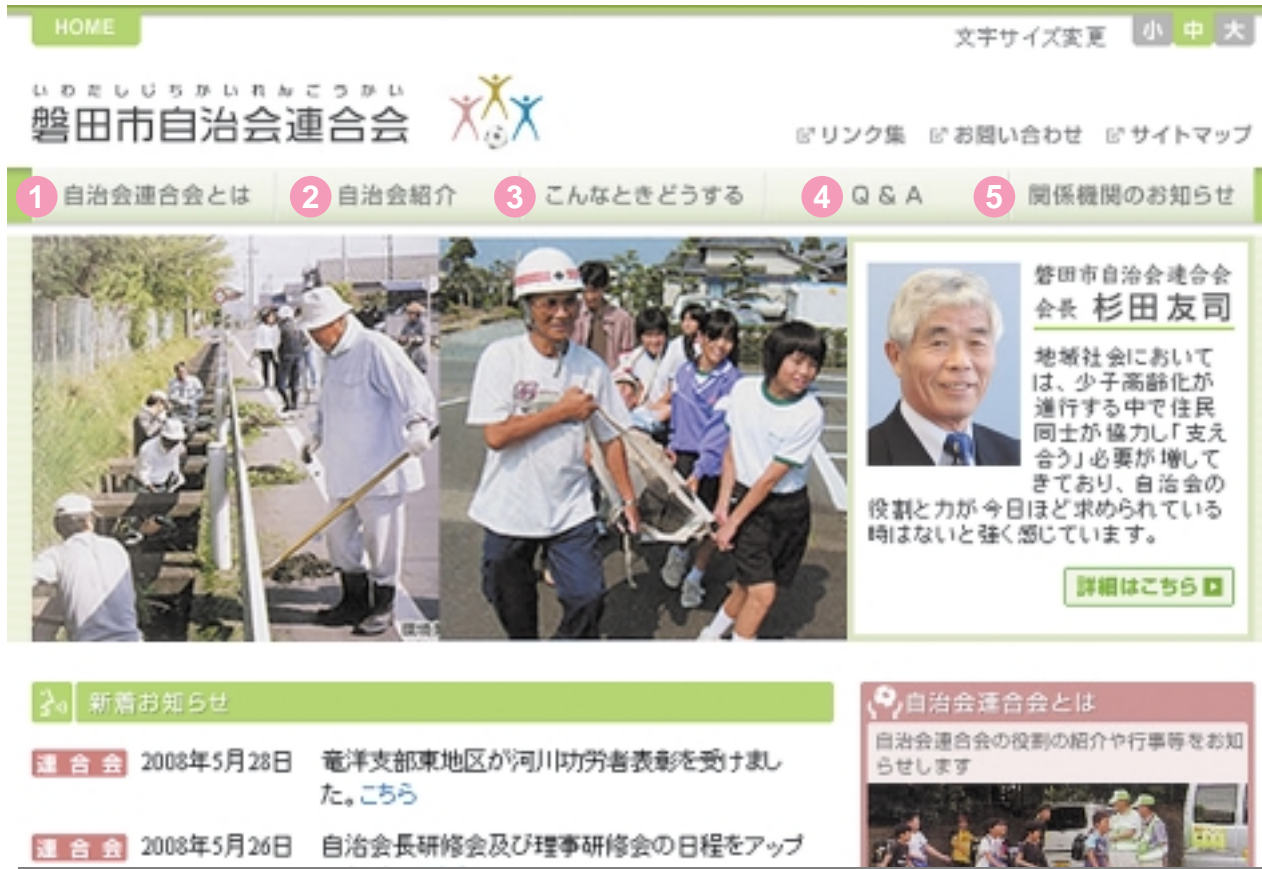 HOME
文字サイズ変更 小 中 大
いわたしじちかいれんごうかい
磐田市自治会連合会
リンク集 お問い合わせ サイトマップ
1 自治会連合会とは 2 自治会紹介 3 こんなときどうする 4 Q & A 5 関係機関のお知らせ
磐田市自治会連合会
会長 杉田友司
地域社会において
は、少子高齢化が
進行する中で住民
同士が協力し「支え
合う」必要が増して
きており、自治会の
役割と力が今日ほど求められている
時はないと強く感じています。
詳細はこちら
新着お知らせ
連合会 2008年5月28日 竜洋支部東地区が河川功労者表彰を受けまし
た。こちら
連合会 2008年5月26日 自治会長研修会及び理事研修会の日程をアップ
自治会連合会とは
自治会連合会の役割の紹介や行事等をお知
らせします